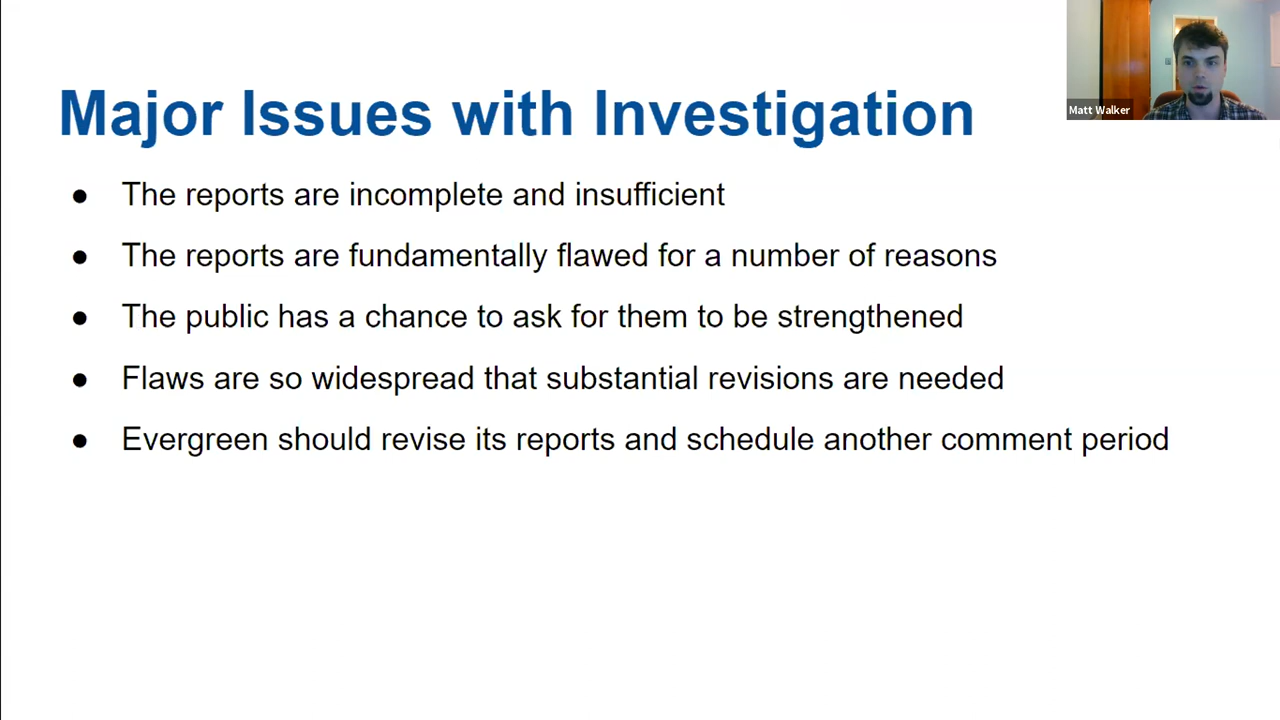 Major Issues with Investigation
Matt Walker
● The reports are incomplete and insufficient
● The reports are fundamentally flawed for a number of reasons
● The public has a chance to ask for them to be strengthened
● Flaws are so widespread that substantial revisions are needed
● Evergreen should revise its reports and schedule another comment period